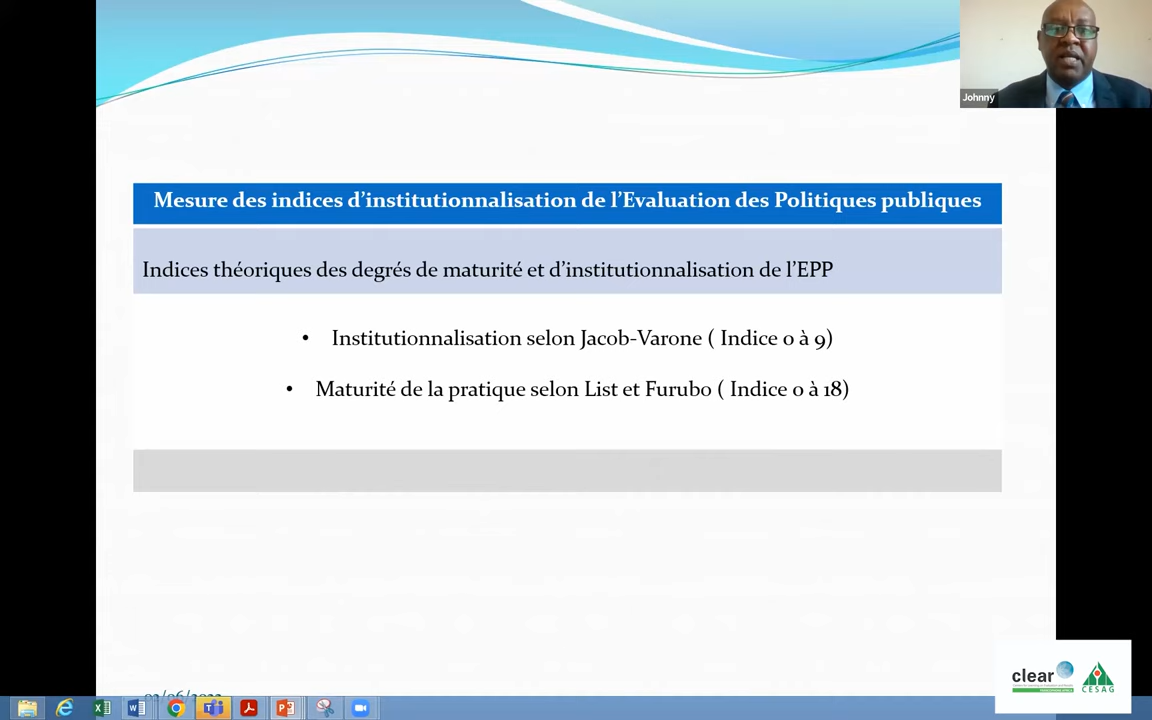 Johnny
Mesure des indices d’institutionnalisation de l’Evaluation des Politiques publiques
Indices théoriques des degrés de maturité et d’institutionnalisation de l’EPP
• Institutionnalisation selon Jacob-Varone ( Indice 0 à 9)
• Maturité de la pratique selon List et Furubo ( Indice 0 à 18)
clear
CESAG